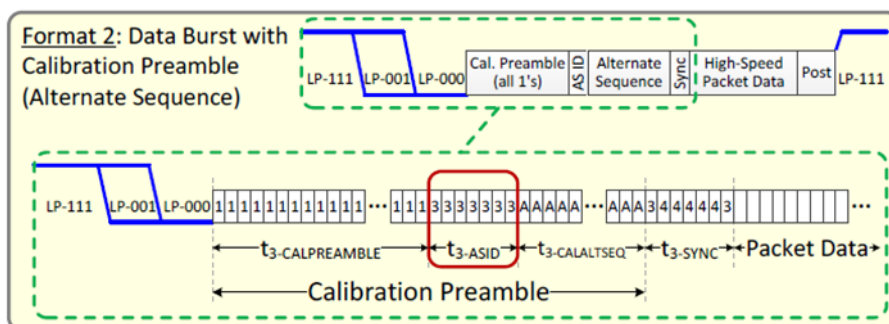 Format 2: Data Burst with
Calibration Preamble
(Alternate Sequence)
LP-111 LP-001 LP-000 Cal. Preamble (all 1's) AS ID Alternate Sequence Sync High-Speed Packet Data Post LP-111
LP-111 LP-001 LP-000 1 1 1 1 1 1 1 1 1 1 1 1 ••• 1 1 1 3 3 3 3 3 3 3 A A A A A ••• A A A 3 4 4 4 4 4 3 •••
t3-CALPREAMBLE t3-ASID t3-CALALTSEQ t3-SYNC Packet Data
Calibration Preamble